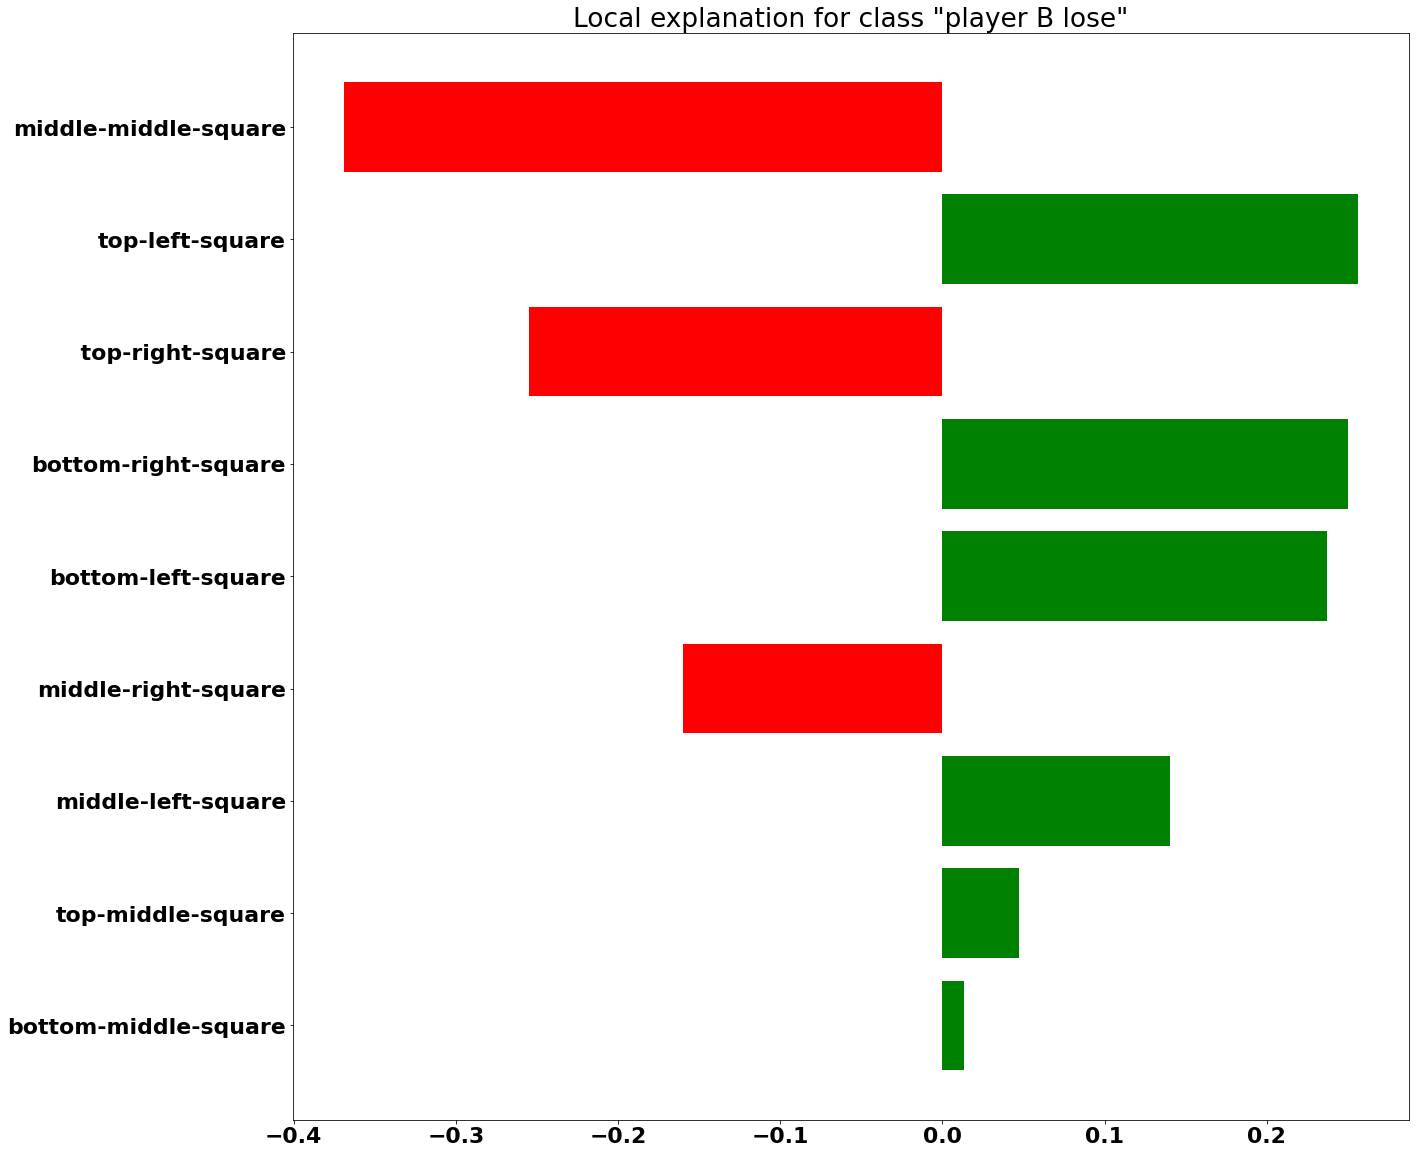 Local explanation for class "player B lose"
middle-middle-square
top-left-square
top-right-square
bottom-right-square
bottom-left-square
middle-right-square
middle-left-square
top-middle-square
bottom-middle-square
−0.4 −0.3 −0.2 −0.1 0.0 0.1 0.2